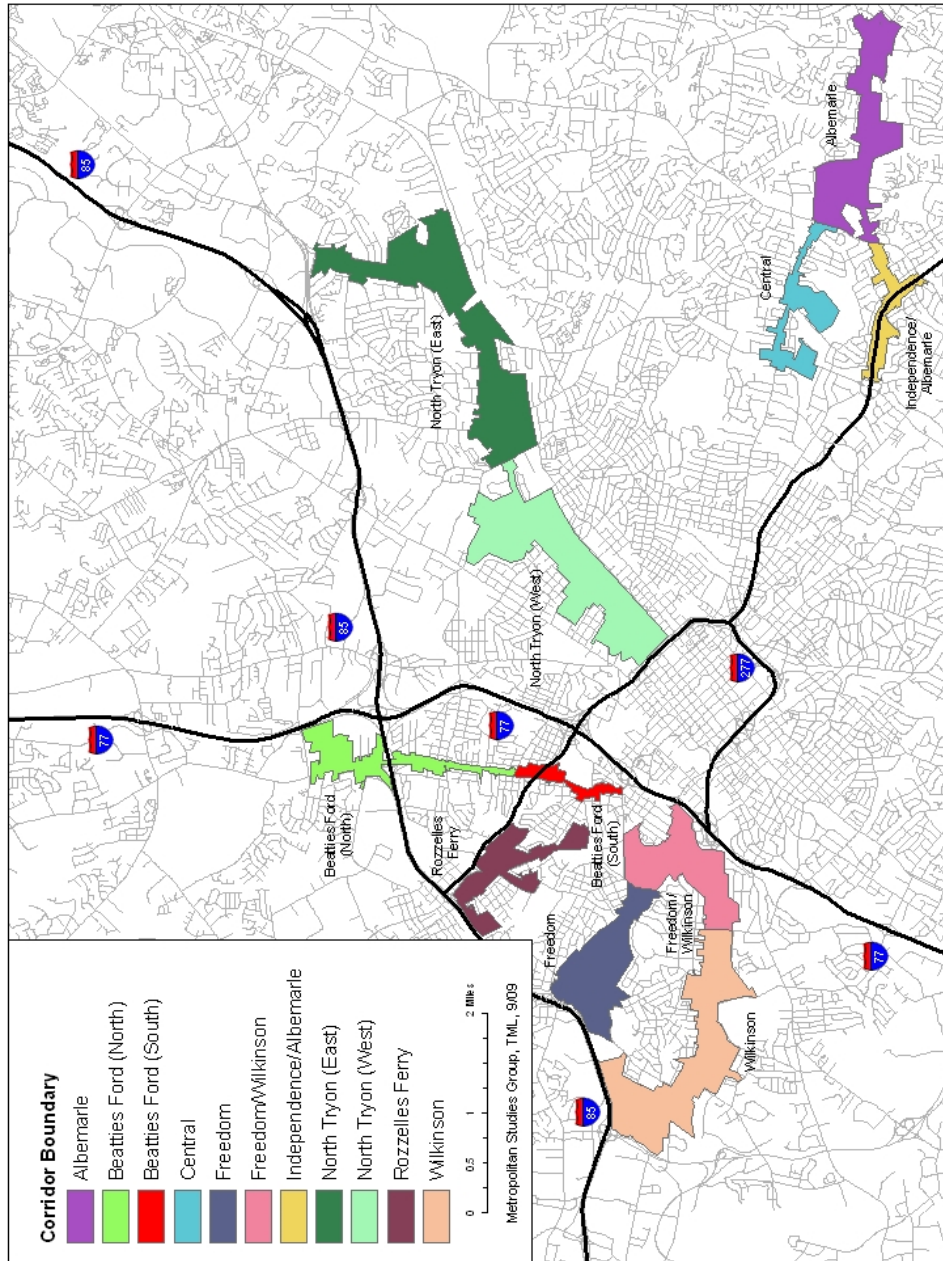 Corridor Boundary
Albemarle
Beatties Ford (North)
Beatties Ford (South)
Central
Freedom
Freedom/Wilkinson
Independence/Albemarle
North Tryon (East)
North Tryon (West)
Rozzelles Ferry
Wilkinson
0 0.5 1 2 Miles
Metropolitan Studies Group, TML, 9/09
77
85
85
Beatties Ford
(North)
Rozzelles
Ferry
77
North Tryon (East)
North Tryon (West)
Freedom
Beatties Ford
(South)
85
Freedom/
Wilkinson
Wilkinson
77
277
Central
Albemarle
Independence/
Albemarle